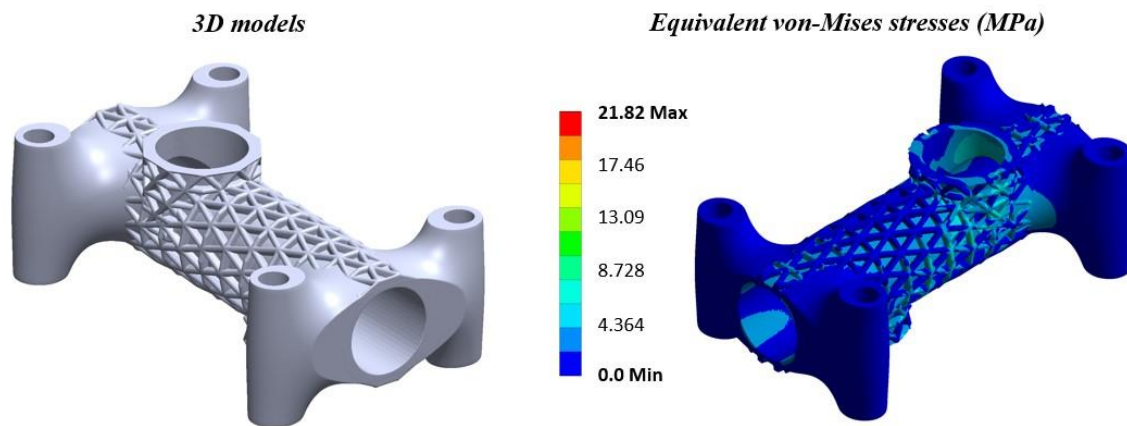 3D models
Equivalent von-Mises stresses (MPa)
21.82 Max
17.46
13.09
8.728
4.364
0.0 Min